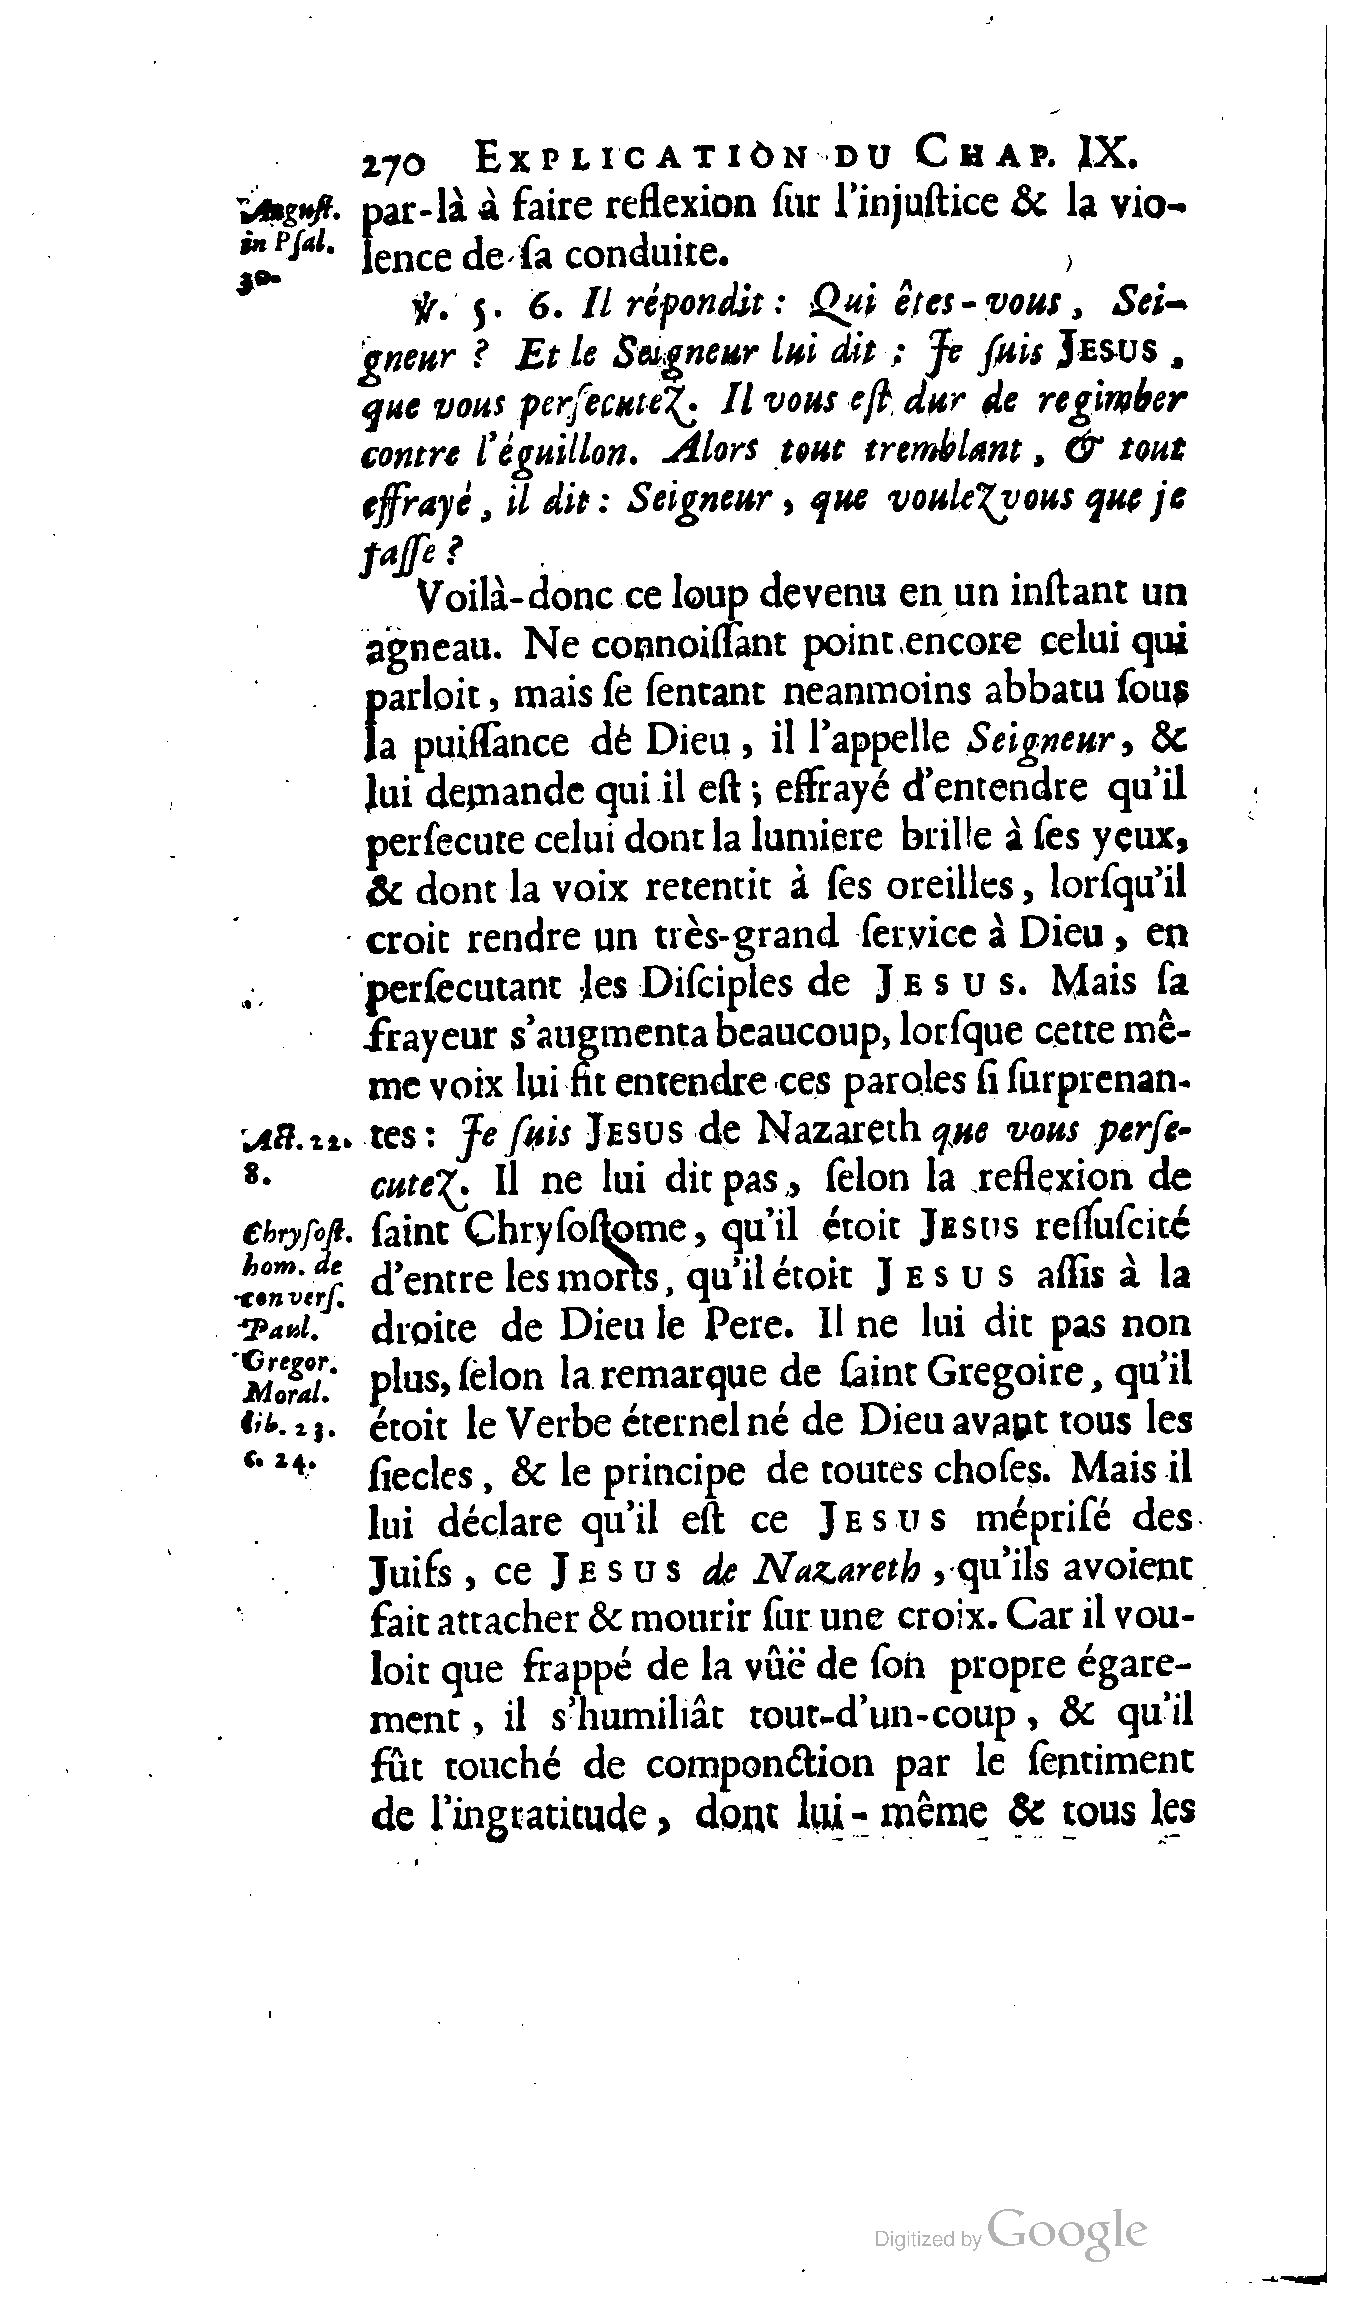 270 EXPLICATION DU CHAP. IX.
August.
in Psal.
30.
par-là à faire reflexion ſur l'injuſtice & la vio-
lence de ſa conduite.
℣. 5. 6. Il répondit : Qui êtes-vous, Sei-
gneur ? Et le Seigneur lui dit : Je ſuis JESUS,
que vous perſecutez. Il vous eſt dur de regimber
contre l'éguillon. Alors tout tremblant, & tout
effrayé, il dit : Seigneur, que voulez vous que je
faſſe ?
Voilà-donc ce loup devenu en un inſtant un
agneau. Ne connoiſſant point encore celui qui
parloit, mais ſe ſentant neanmoins abbatu ſous
la puiſſance de Dieu, il l'appelle Seigneur, &
lui demande qui il eſt ; effrayé d'entendre qu'il
perſecute celui dont la lumiere brille à ſes yeux,
& dont la voix retentit à ſes oreilles, lorſqu'il
croit rendre un très-grand ſervice à Dieu, en
perſecutant les Diſciples de JESUS. Mais ſa
frayeur s'augmenta beaucoup, lorſque cette mê-
me voix lui fit entendre ces paroles ſi ſurprenan-
Act. 22.
8.
tes : Je ſuis JESUS de Nazareth que vous perſe-
cutez. Il ne lui dit pas, ſelon la reflexion de
Chryſoſt.
hom. de
converſ.
Paul.
ſaint Chryſoſtome, qu'il étoit JESUS reſſuſcité
d'entre les morts, qu'il étoit JESUS aſſis à la
droite de Dieu le Pere. Il ne lui dit pas non
Gregor.
Moral.
lib. 23.
c. 24.
plus, ſelon la remarque de ſaint Gregoire, qu'il
étoit le Verbe éternel né de Dieu avant tous les
ſiecles, & le principe de toutes choſes. Mais il
lui déclare qu'il eſt ce JESUS mépriſé des
Juifs, ce JESUS de Nazareth, qu'ils avoient
fait attacher & mourir ſur une croix. Car il vou-
loit que frappé de la vûë de ſon propre égare-
ment, il s'humiliât tout-d'un-coup, & qu'il
fût touché de componction par le ſentiment
de l'ingratitude, dont lui-même & tous les
Digitized by Google